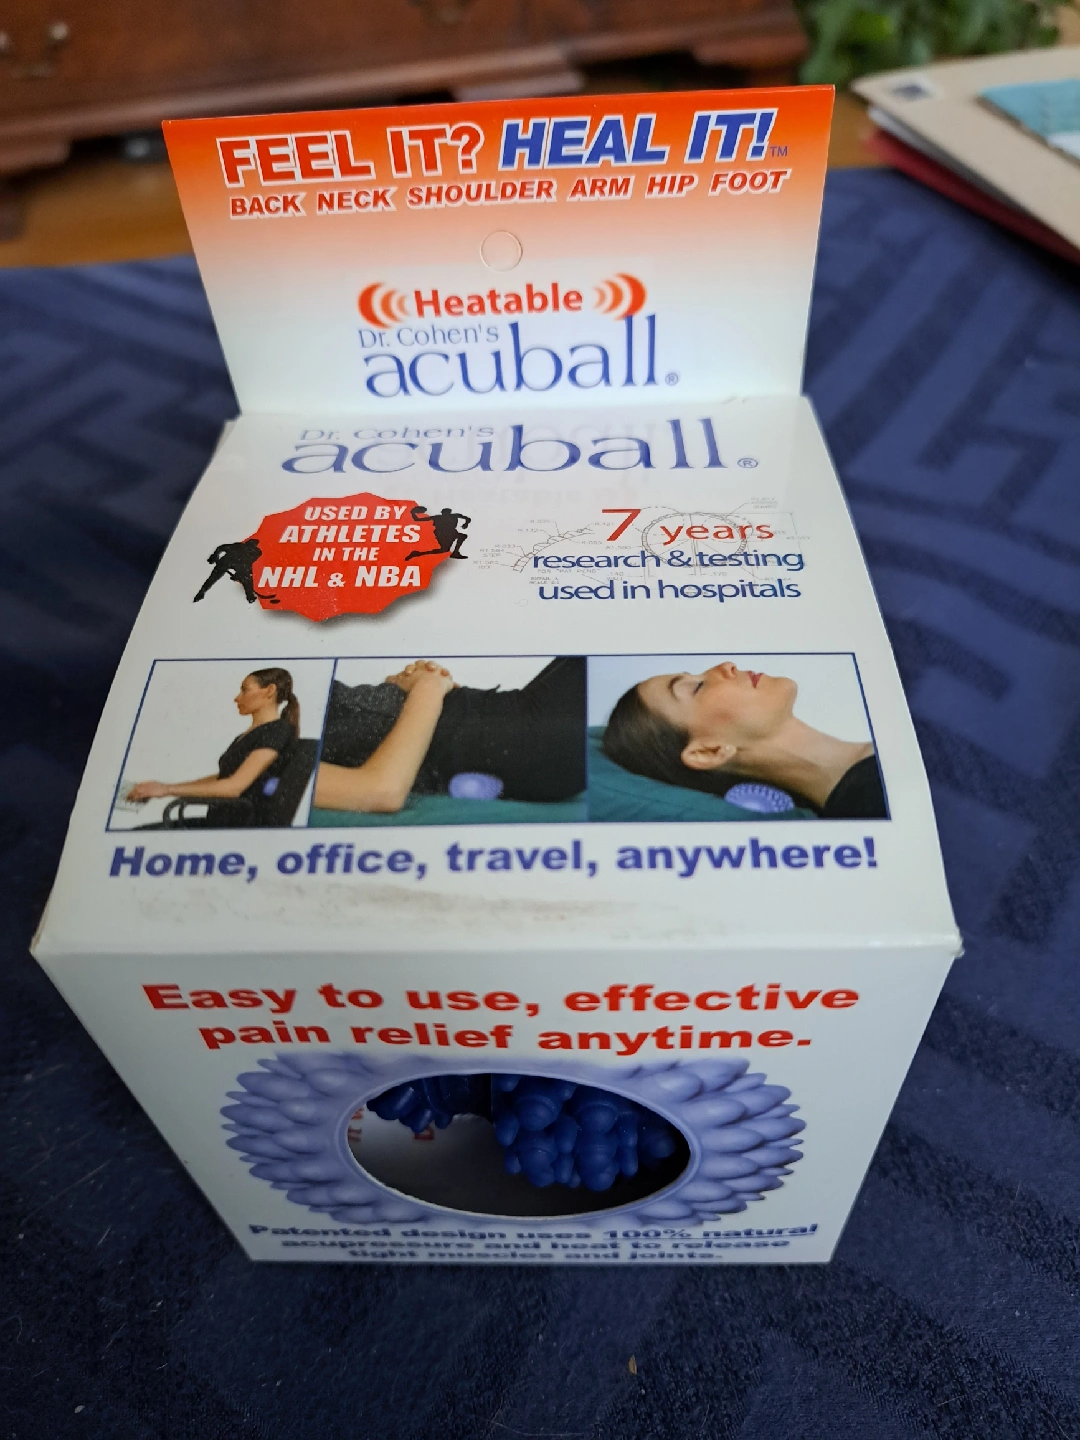 FEEL IT? HEAL IT!™
BACK NECK SHOULDER ARM HIP FOOT
Heatable
Dr. Cohen's
acuball®
Dr. Cohen's
acuball®
USED BY
ATHLETES
IN THE
NHL & NBA
7 years
research & testing
used in hospitals
Home, office, travel, anywhere!
Easy to use, effective
pain relief anytime.
Patented design uses 100% natural
acupressure and heat to release
tight muscles and joints.